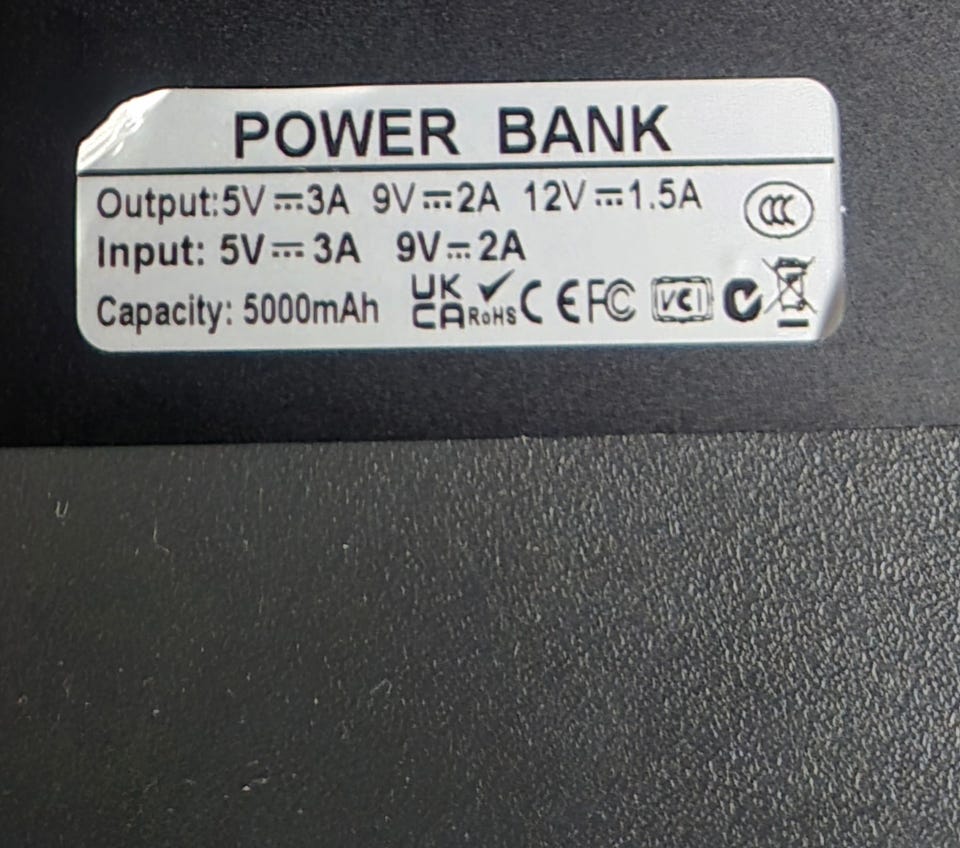 POWER BANK
Output:5V⎓3A 9V⎓2A 12V⎓1.5A
Input: 5V⎓3A 9V⎓2A
Capacity: 5000mAh UK CA RoHS CE FC VCI
CCC